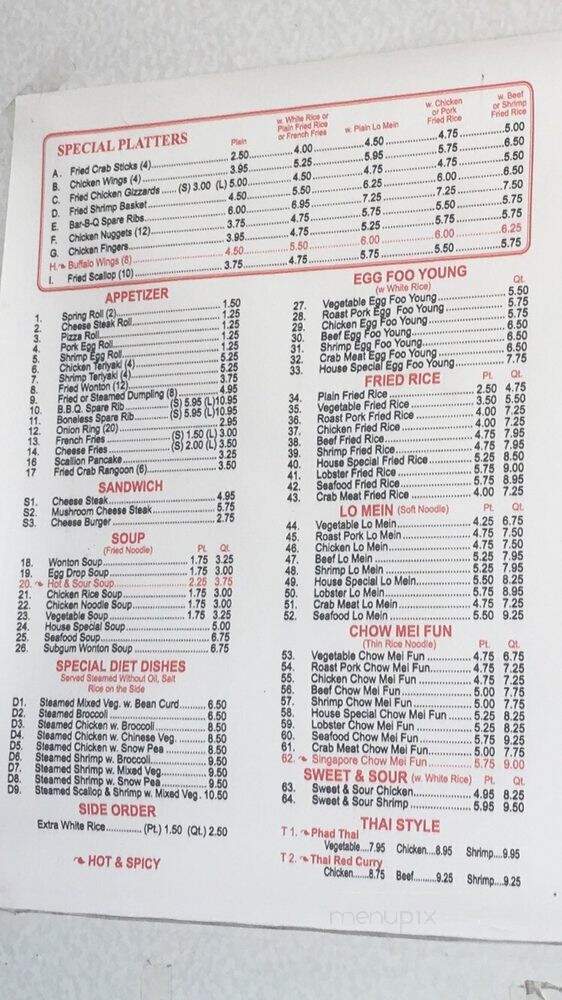 SPECIAL PLATTERS
Plain
w. White Rice or
Plain Fried Rice
or French Fries
w. Plain Lo Mein
w. Chicken
or Pork
Fried Rice
w. Beef
or Shrimp
Fried Rice
A. Fried Crab Sticks (4) 2.50 4.00 4.50 4.75 5.00
B. Chicken Wings (4) 3.95 5.25 5.95 5.75 6.50
C. Fried Chicken Gizzards (S) 3.00 (L) 5.00 4.50 4.75 4.75 5.50
D. Fried Shrimp Basket 4.50 5.50 6.25 6.00 6.50
E. Bar-B-Q Spare Ribs 6.00 6.95 7.25 7.25 7.50
F. Chicken Nuggets (12) 3.75 4.75 5.75 5.50 5.75
G. Chicken Fingers 3.95 4.75 5.75 5.75
H. Buffalo Wings (8) 4.50 5.50 6.00 6.00 6.25
I. Fried Scallop (10) 3.75 4.75 5.75 5.50 5.75
APPETIZER
1. Spring Roll (2) 1.50
2. Cheese Steak Roll 1.25
3. Pizza Roll 1.25
4. Pork Egg Roll 1.25
5. Shrimp Egg Roll 1.25
6. Chicken Teriyaki (4) 5.25
7. Shrimp Teriyaki (4) 5.25
8. Fried Wonton (12) 3.75
9. Fried or Steamed Dumpling (8) 4.95
10. B.B.Q. Spare Rib (S) 5.95 (L)10.95
11. Boneless Spare Rib (S) 5.95 (L)10.95
12. Onion Ring (20) 2.95
13. French Fries (S) 1.50 (L) 3.00
14. Cheese Fries (S) 2.00 (L) 3.50
16 Scallion Pancake 3.25
17 Fried Crab Rangoon (6) 3.50
SANDWICH
S1. Cheese Steak 4.95
S2. Mushroom Cheese Steak 5.75
S3. Cheese Burger 2.75
SOUP
(Fried Noodle) Pt. Qt.
18. Wonton Soup 1.75 3.25
19. Egg Drop Soup 1.75 3.00
20. Hot & Sour Soup 2.25 3.75
21. Chicken Rice Soup 1.75 3.00
22. Chicken Noodle Soup 1.75 3.00
23. Vegetable Soup 1.75 3.25
24. House Special Soup 5.00
25. Seafood Soup 6.75
26. Subgum Wonton Soup 6.75
SPECIAL DIET DISHES
Served Steamed Without Oil, Salt
Rice on the Side
D1. Steamed Mixed Veg. w. Bean Curd 6.50
D2. Steamed Broccoli 6.50
D3. Steamed Chicken w. Broccoli 8.50
D4. Steamed Chicken w. Chinese Veg. 8.50
D5. Steamed Chicken w. Snow Pea 8.50
D6. Steamed Shrimp w. Broccoli 9.50
D7. Steamed Shrimp w. Mixed Veg. 9.50
D8. Steamed Shrimp w. Snow Pea 9.50
D9. Steamed Scallop & Shrimp w. Mixed Veg. 10.50
SIDE ORDER
Extra White Rice (Pt.) 1.50 (Qt.) 2.50
HOT & SPICY
EGG FOO YOUNG
(w White Rice) Qt.
27. Vegetable Egg Foo Young 5.50
28. Roast Pork Egg Foo Young 5.75
29. Chicken Egg Foo Young 5.75
30. Beef Egg Foo Young 6.50
31. Shrimp Egg Foo Young 6.50
32. Crab Meat Egg Foo Young 6.50
33. House Special Egg Foo Young 7.75
FRIED RICE Pt. Qt.
34. Plain Fried Rice 2.50 4.75
35. Vegetable Fried Rice 3.50 5.50
36. Roast Pork Fried Rice 4.00 7.25
37. Chicken Fried Rice 4.00 7.25
38. Beef Fried Rice 4.75 7.95
39. Shrimp Fried Rice 4.75 7.95
40. House Special Fried Rice 5.25 8.50
41. Lobster Fried Rice 5.75 9.00
42. Seafood Fried Rice 5.75 8.95
43. Crab Meat Fried Rice 4.00 7.25
LO MEIN (Soft Noodle) Pt. Qt.
44. Vegetable Lo Mein 4.25 6.75
45. Roast Pork Lo Mein 4.75 7.50
46. Chicken Lo Mein 4.75 7.50
47. Beef Lo Mein 5.25 7.95
48. Shrimp Lo Mein 5.25 7.95
49. House Special Lo Mein 5.50 8.25
50. Lobster Lo Mein 5.75 8.95
51. Crab Meat Lo Mein 4.75 7.25
52. Seafood Lo Mein 5.50 9.25
CHOW MEI FUN
(Thin Rice Noodle) Pt. Qt.
53. Vegetable Chow Mei Fun 4.75 6.75
54. Roast Pork Chow Mei Fun 4.75 7.25
55. Chicken Chow Mei Fun 4.75 7.25
56. Beef Chow Mei Fun 5.00 7.75
57. Shrimp Chow Mei Fun 5.00 7.75
58. House Special Chow Mei Fun 5.25 8.25
59. Lobster Chow Mei Fun 5.25 8.25
60. Seafood Chow Mei Fun 5.75 9.25
61. Crab Meat Chow Mei Fun 5.00 7.75
62. Singapore Chow Mei Fun 5.75 9.00
SWEET & SOUR (w. White Rice) Pt. Qt.
63. Sweet & Sour Chicken 4.95 8.25
64. Sweet & Sour Shrimp 5.95 9.50
THAI STYLE
T 1. Phad Thai
Vegetable....7.95 Chicken....8.95 Shrimp....9.95
T 2. Thai Red Curry
Chicken........8.75 Beef........9.25 Shrimp....9.25
menupix